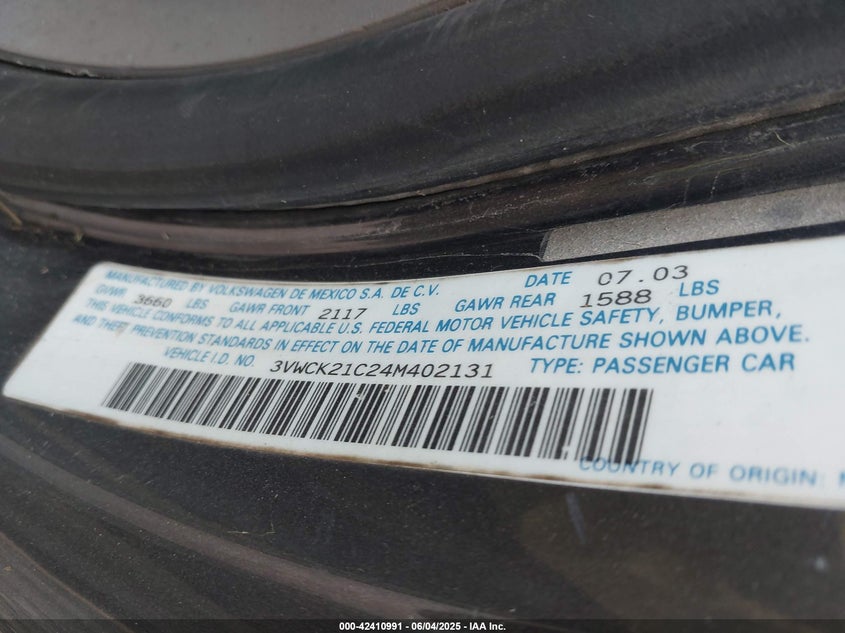 MANUFACTURED BY VOLKSWAGEN DE MEXICO S.A. DE C.V. DATE 07.03
GVWR 3660 LBS GAWR FRONT 2117 LBS GAWR REAR 1588 LBS
THIS VEHICLE CONFORMS TO ALL APPLICABLE U.S. FEDERAL MOTOR VEHICLE SAFETY, BUMPER,
AND THEFT PREVENTION STANDARDS IN EFFECT ON THE DATE OF MANUFACTURE SHOWN ABOVE.
VEHICLE I.D. NO. 3VWCK21C24M402131 TYPE: PASSENGER CAR
COUNTRY OF ORIGIN:
000-42410991 - 06/04/2025 - IAA Inc.